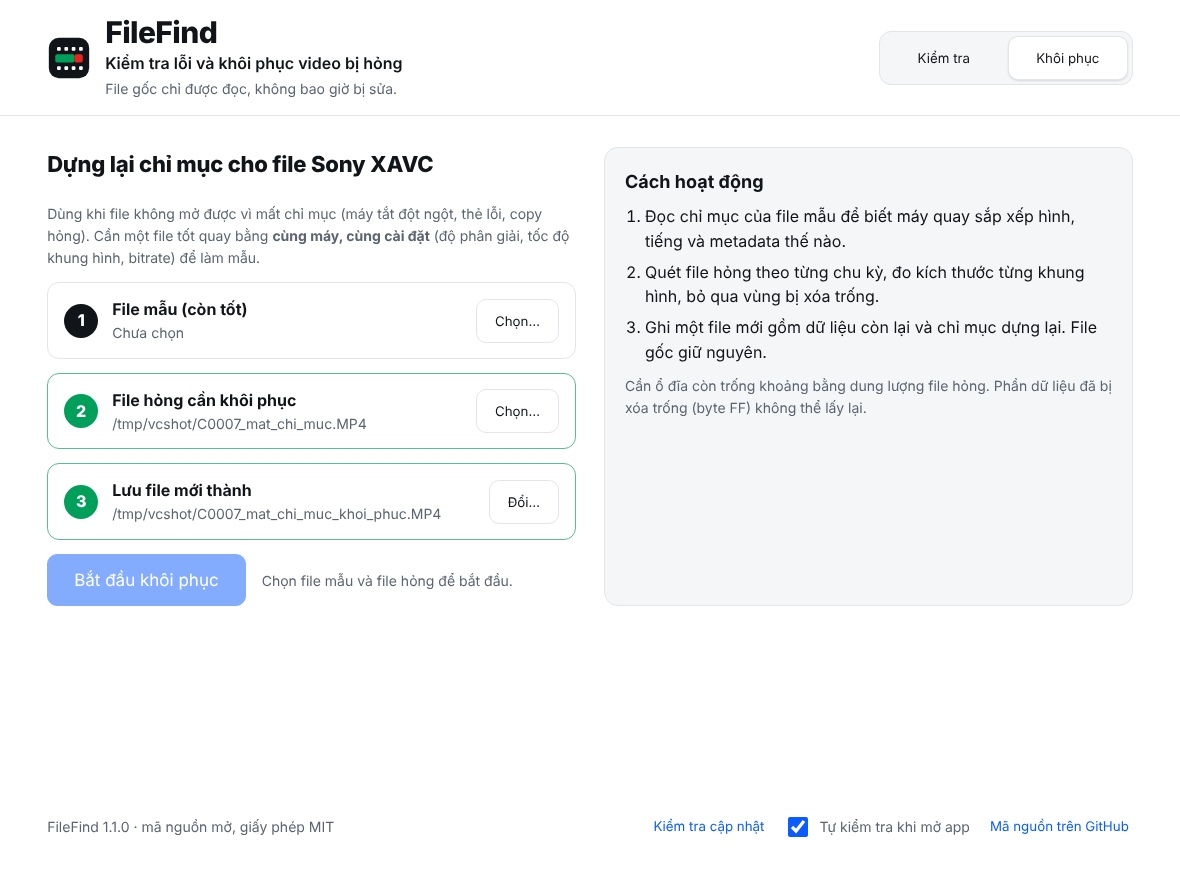 FileFind
Kiểm tra lỗi và khôi phục video bị hỏng
File gốc chỉ được đọc, không bao giờ bị sửa.
Kiểm tra
Khôi phục
Dựng lại chỉ mục cho file Sony XAVC
Dùng khi file không mở được vì mất chỉ mục (máy tắt đột ngột, thẻ lỗi, copy
hỏng). Cần một file tốt quay bằng cùng máy, cùng cài đặt (độ phân giải, tốc độ
khung hình, bitrate) để làm mẫu.
1
File mẫu (còn tốt)
Chưa chọn
Chọn...
2
File hỏng cần khôi phục
/tmp/vcshot/C0007_mat_chi_muc.MP4
Chọn...
3
Lưu file mới thành
/tmp/vcshot/C0007_mat_chi_muc_khoi_phuc.MP4
Đổi...
Bắt đầu khôi phục
Chọn file mẫu và file hỏng để bắt đầu.
Cách hoạt động
1. Đọc chỉ mục của file mẫu để biết máy quay sắp xếp hình,
tiếng và metadata thế nào.
2. Quét file hỏng theo từng chu kỳ, đo kích thước từng khung
hình, bỏ qua vùng bị xóa trống.
3. Ghi một file mới gồm dữ liệu còn lại và chỉ mục dựng lại. File
gốc giữ nguyên.
Cần ổ đĩa còn trống khoảng bằng dung lượng file hỏng. Phần dữ liệu đã bị
xóa trống (byte FF) không thể lấy lại.
FileFind 1.1.0 · mã nguồn mở, giấy phép MIT
Kiểm tra cập nhật
Tự kiểm tra khi mở app
Mã nguồn trên GitHub